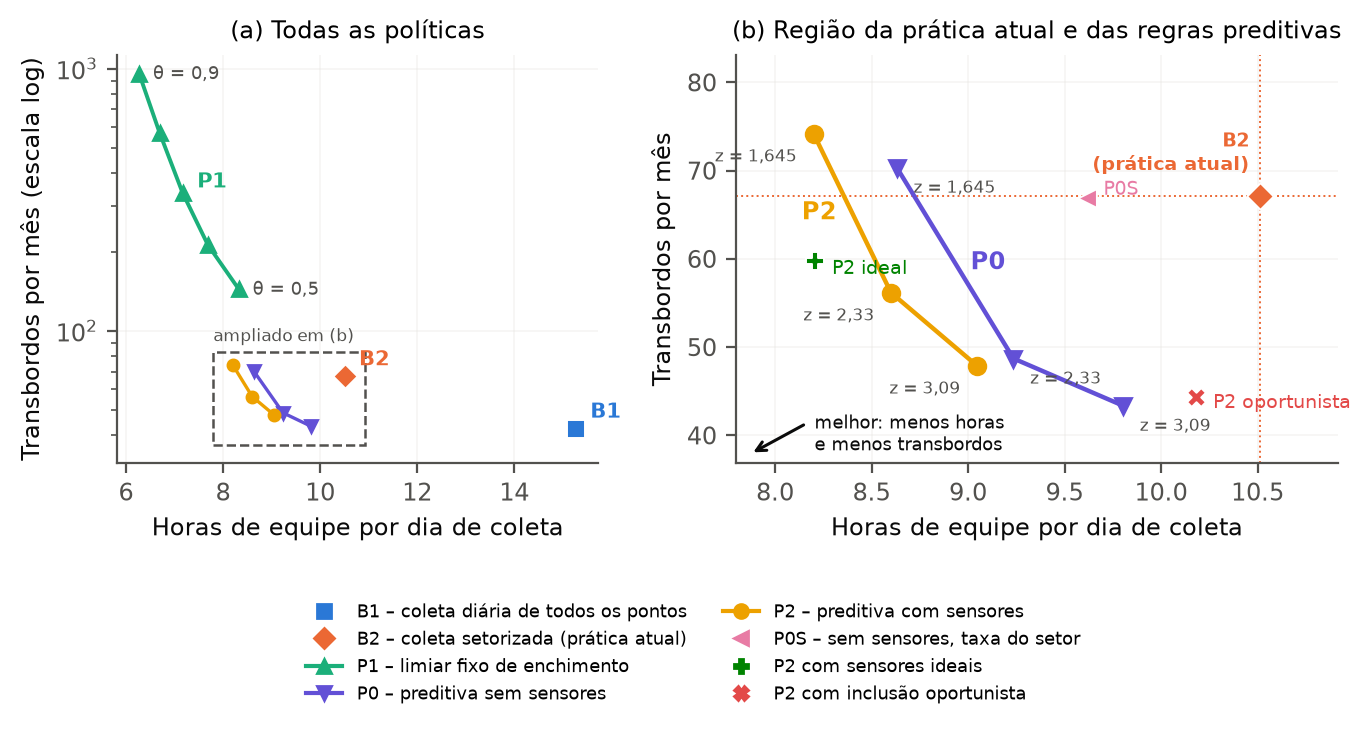 (a) Todas as políticas
Transbordos por mês (escala log)
10³
10²
θ = 0,9
P1
θ = 0,5
ampliado em (b)
B2
B1
6
8
10
12
14
Horas de equipe por dia de coleta
(b) Região da prática atual e das regras preditivas
Transbordos por mês
80
70
60
50
40
z = 1,645
z = 1,645
B2
(prática atual)
P0S
P2
P0
P2 ideal
z = 2,33
z = 2,33
z = 3,09
z = 3,09
P2 oportunista
melhor: menos horas
e menos transbordos
8.0
8.5
9.0
9.5
10.0
10.5
Horas de equipe por dia de coleta
B1 – coleta diária de todos os pontos
B2 – coleta setorizada (prática atual)
P1 – limiar fixo de enchimento
P0 – preditiva sem sensores
P2 – preditiva com sensores
P0S – sem sensores, taxa do setor
P2 com sensores ideais
P2 com inclusão oportunista